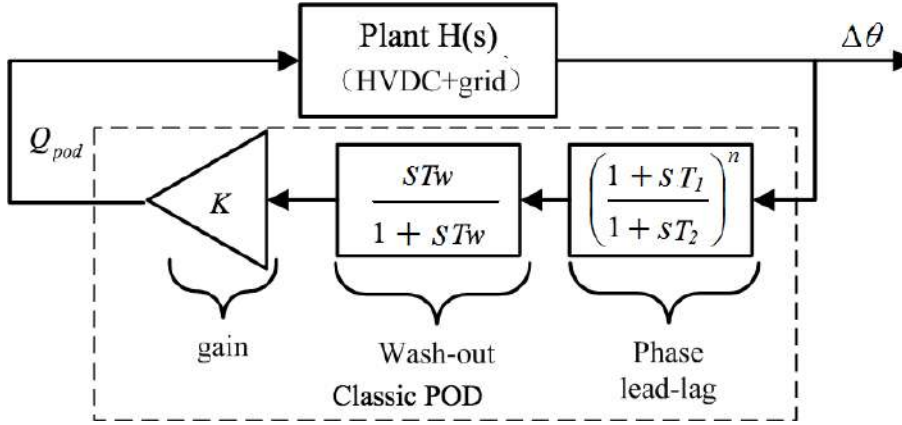 Plant H(s)
(HVDC+grid)
Δθ
Q_pod
K
sTw
1 + sTw
(1 + sT₁
1 + sT₂)ⁿ
gain
Wash-out
Phase
lead-lag
Classic POD